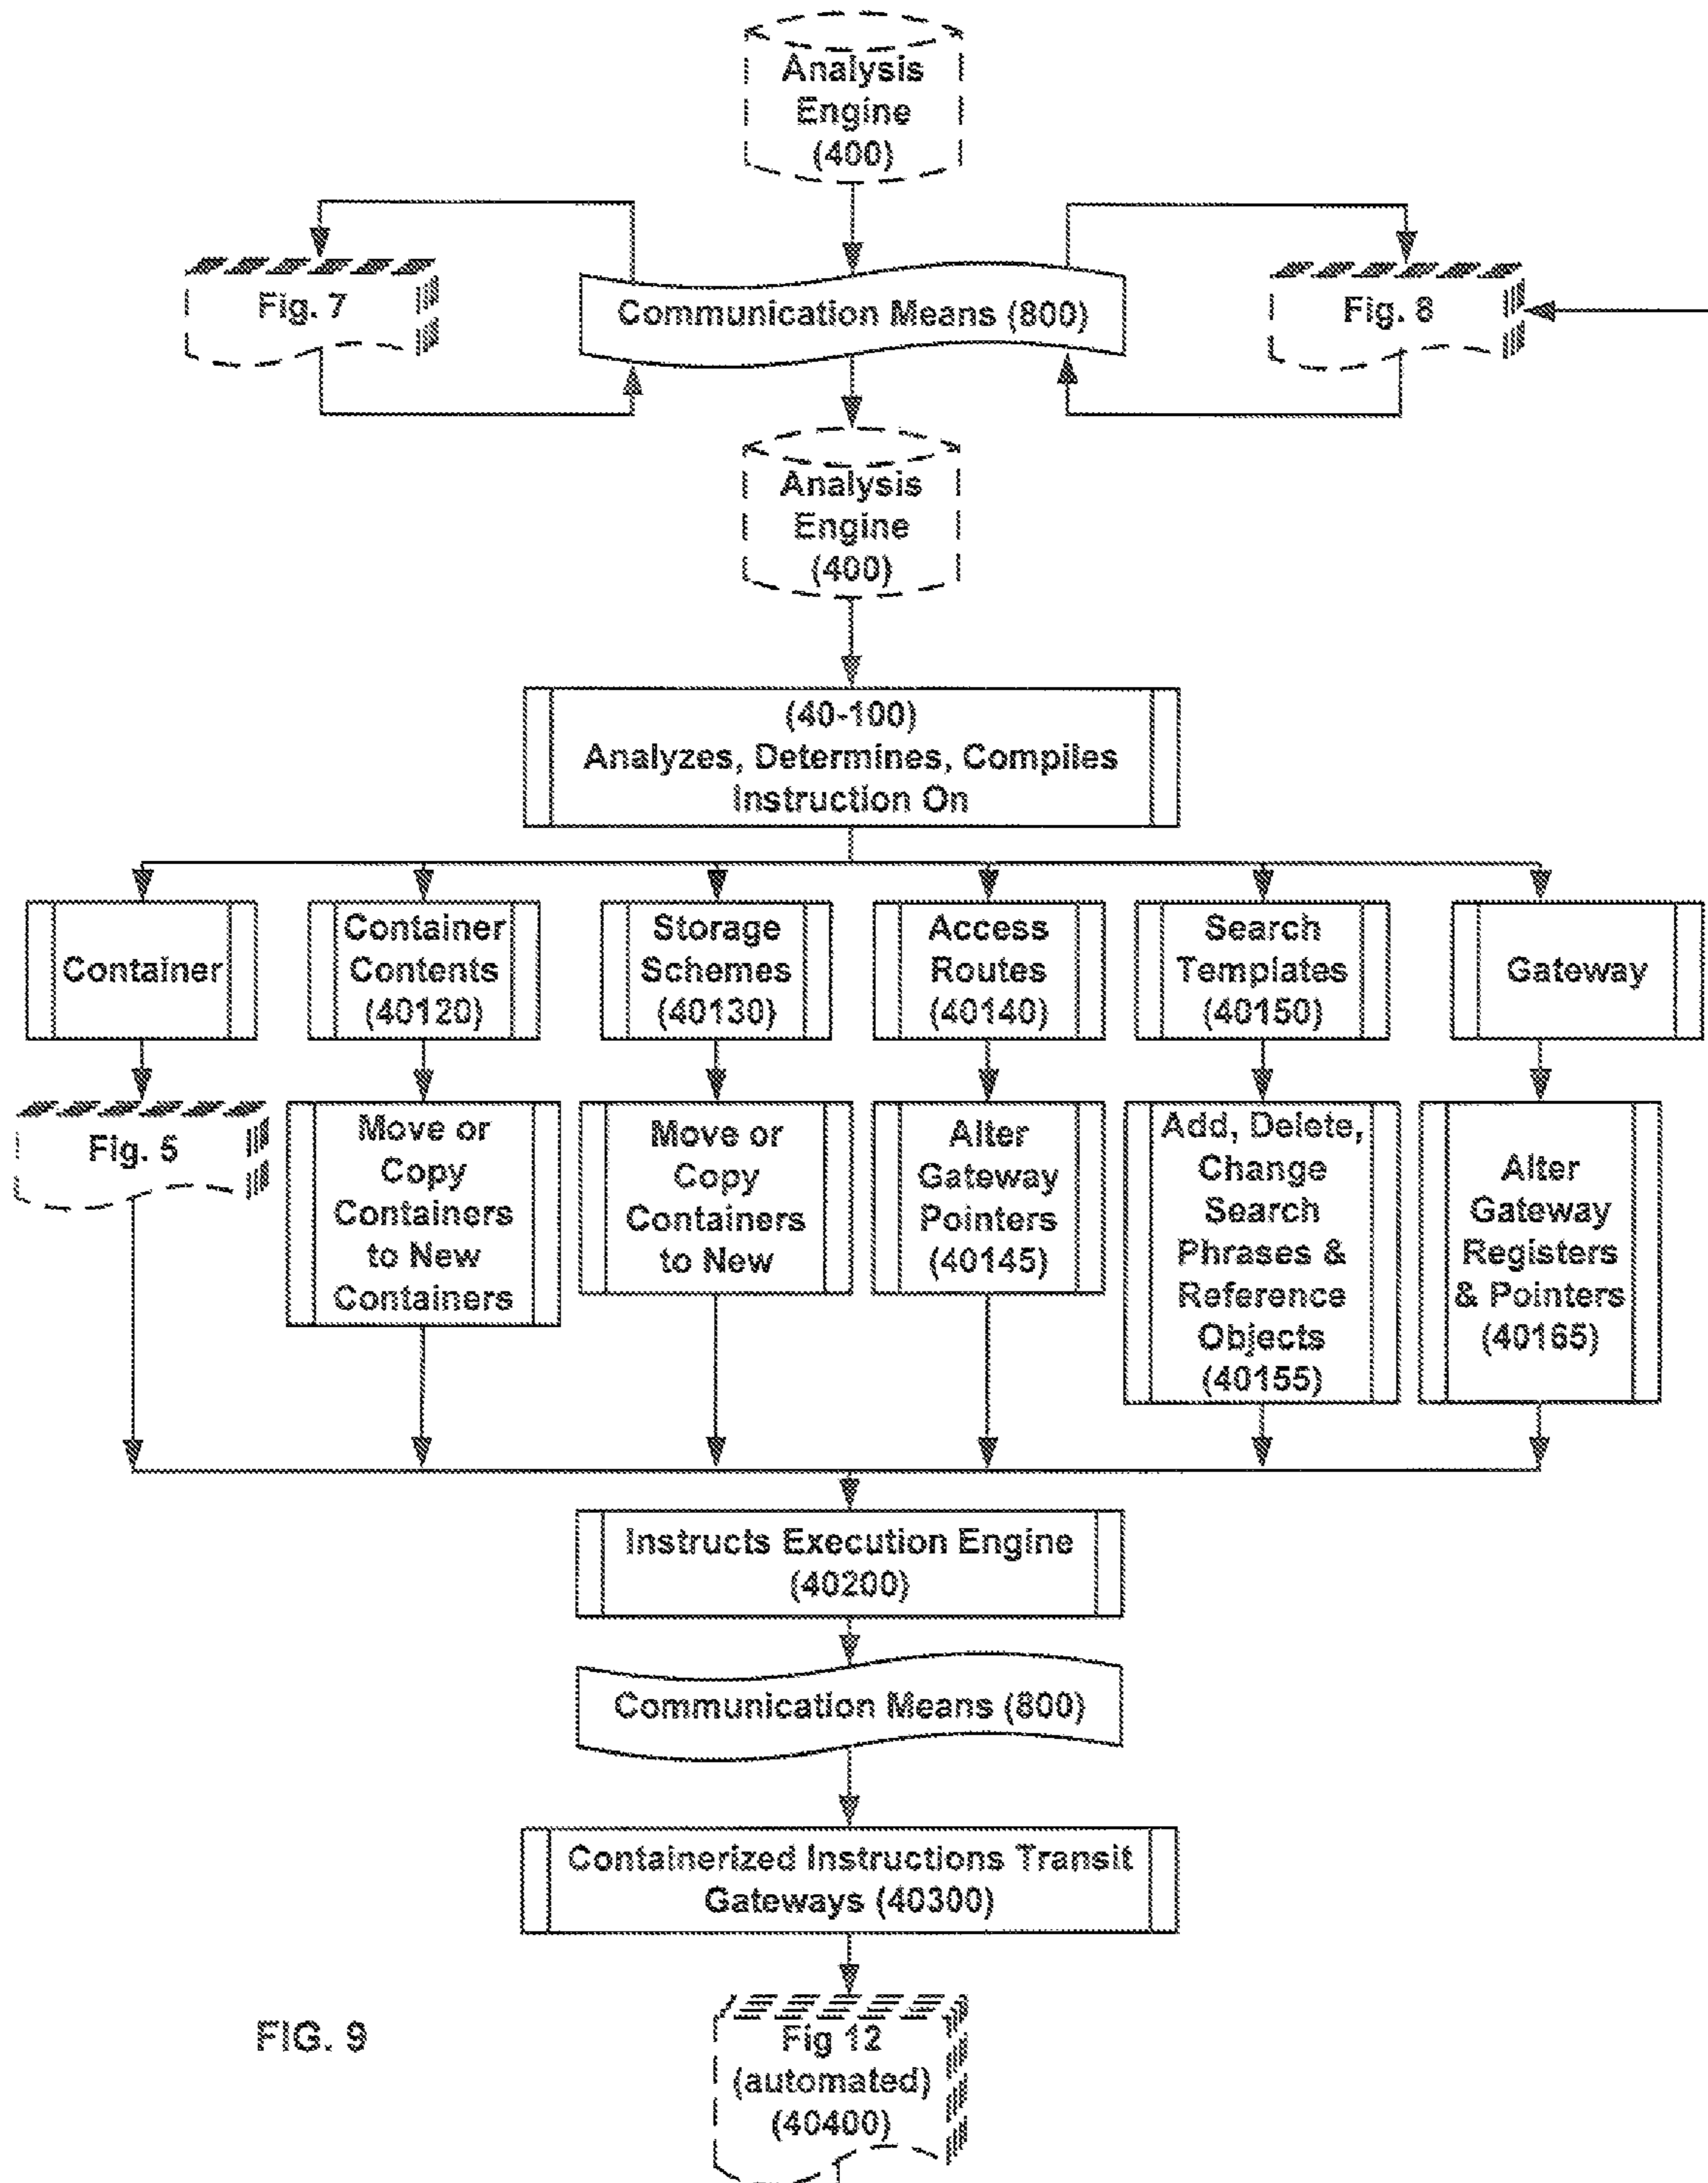 Analysis
Engine
(400)
Fig. 7
Communication Means (800)
Fig. 8
Analysis
Engine
(400)
(40-100)
Analyzes, Determines, Compiles
Instruction On
Container
Container
Contents
(40120)
Storage
Schemes
(40130)
Access
Routes
(40140)
Search
Templates
(40150)
Gateway
Fig. 5
Move or
Copy
Containers
to New
Containers
Move or
Copy
Containers
to New
Alter
Gateway
Pointers
(40145)
Add, Delete,
Change
Search
Phrases &
Reference
Objects
(40155)
Alter
Gateway
Registers
& Pointers
(40165)
Instructs Execution Engine
(40200)
Communication Means (800)
Containerized Instructions Transit
Gateways (40300)
Fig 12
(automated)
(40400)
FIG. 9